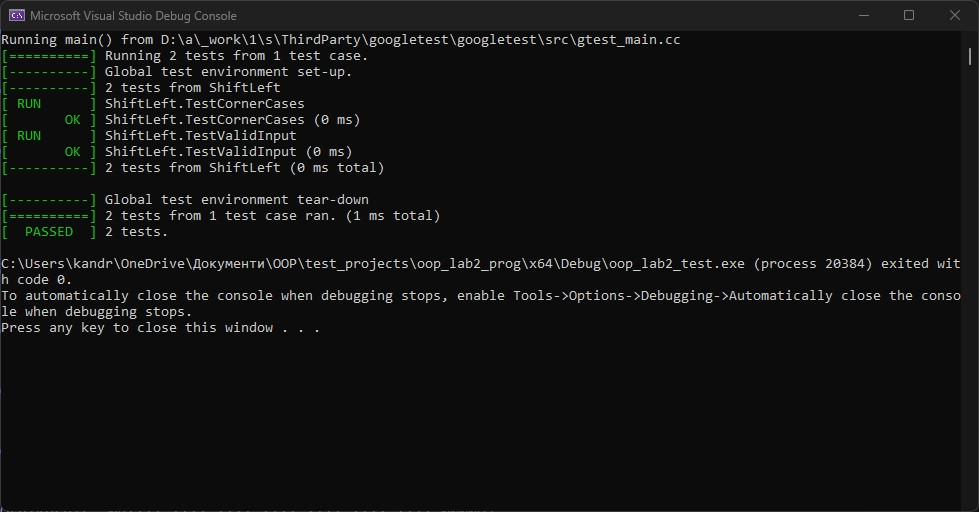 Microsoft Visual Studio Debug Console
Running main() from D:\a\_work\1\s\ThirdParty\googletest\googletest\src\gtest_main.cc
[==========] Running 2 tests from 1 test case.
[----------] Global test environment set-up.
[----------] 2 tests from ShiftLeft
[ RUN      ] ShiftLeft.TestCornerCases
[       OK ] ShiftLeft.TestCornerCases (0 ms)
[ RUN      ] ShiftLeft.TestValidInput
[       OK ] ShiftLeft.TestValidInput (0 ms)
[----------] 2 tests from ShiftLeft (0 ms total)
[----------] Global test environment tear-down
[==========] 2 tests from 1 test case ran. (1 ms total)
[  PASSED  ] 2 tests.
C:\Users\kandr\OneDrive\Документи\OOP\test_projects\oop_lab2_prog\x64\Debug\oop_lab2_test.exe (process 20384) exited wit
h code 0.
To automatically close the console when debugging stops, enable Tools->Options->Debugging->Automatically close the conso
le when debugging stops.
Press any key to close this window . . .